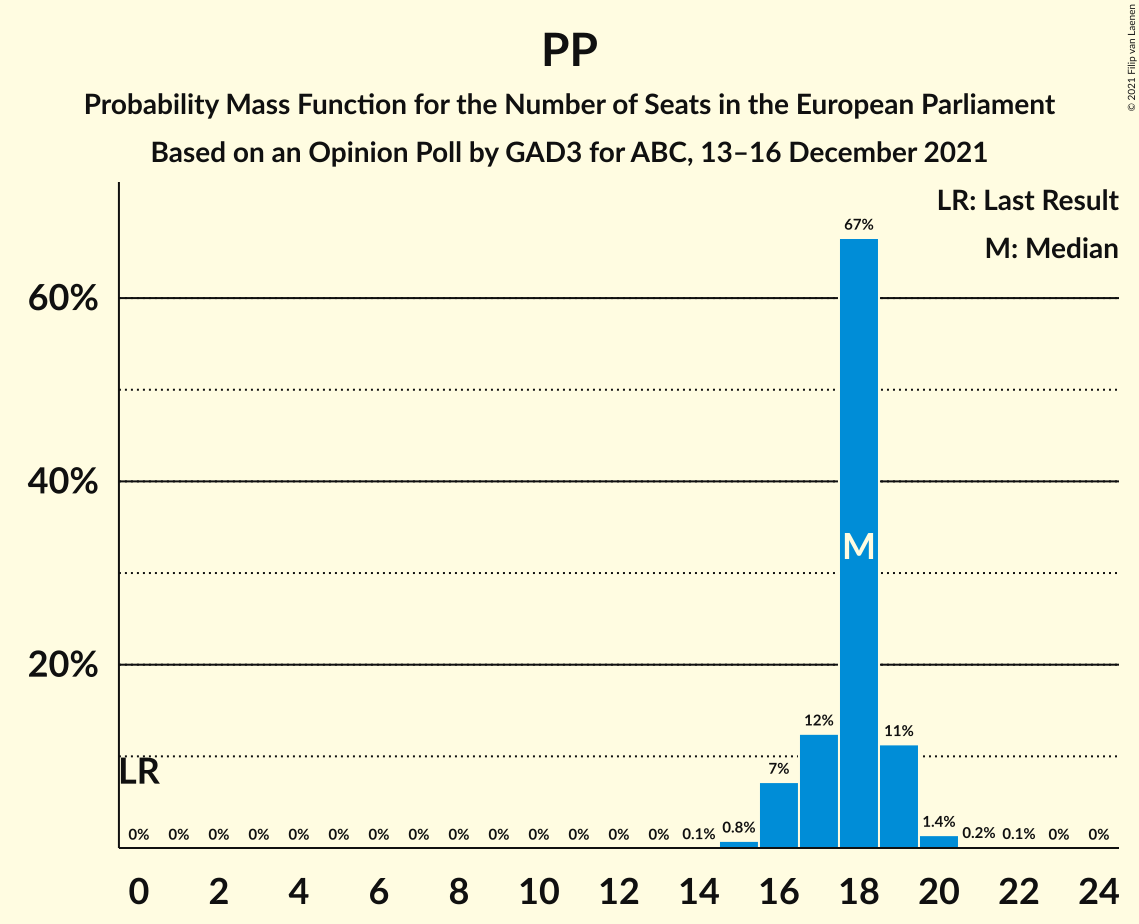 PP
Probability Mass Function for the Number of Seats in the European Parliament
Based on an Opinion Poll by GAD3 for ABC, 13–16 December 2021
© 2021 Filip van Laenen
LR: Last Result
M: Median
60%
40%
20%
67%
M
12%
11%
7%
LR
0% 0% 0% 0% 0% 0% 0% 0% 0% 0% 0% 0% 0% 0% 0.1% 0.8% 1.4% 0.2% 0.1% 0% 0%
0 2 4 6 8 10 12 14 16 18 20 22 24